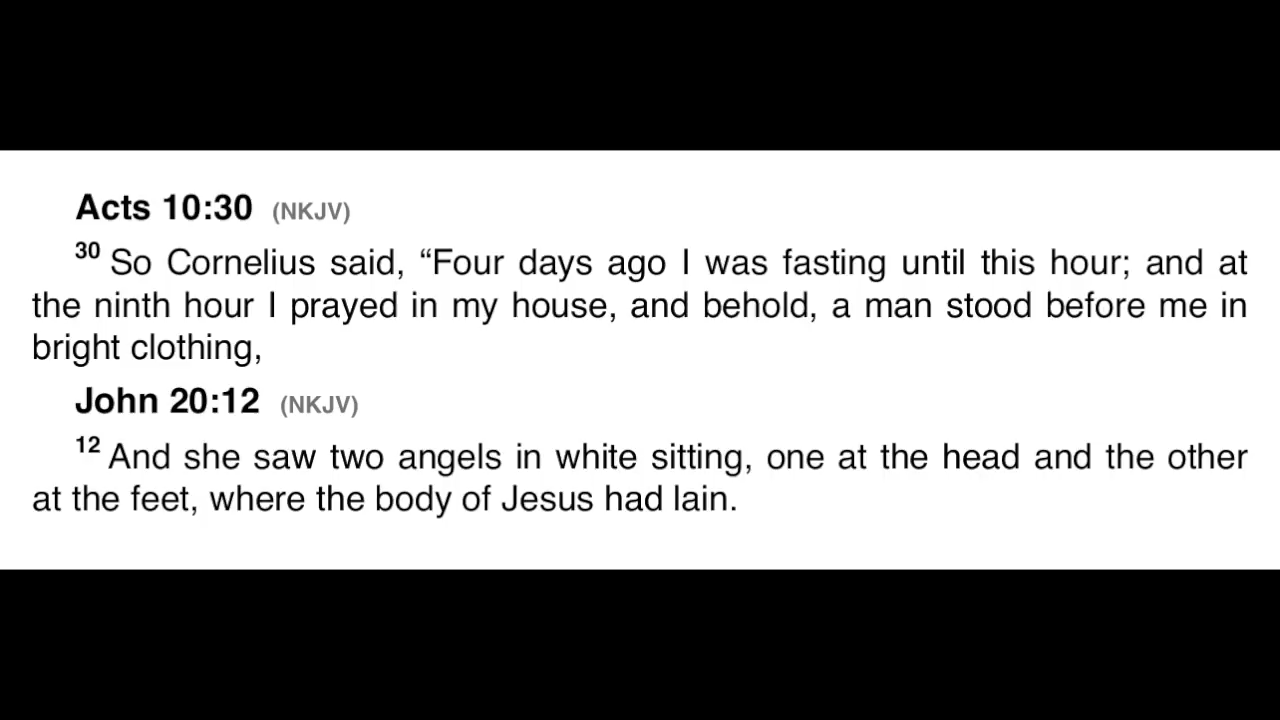 Acts 10:30 (NKJV)
30 So Cornelius said, “Four days ago I was fasting until this hour; and at
the ninth hour I prayed in my house, and behold, a man stood before me in
bright clothing,
John 20:12 (NKJV)
12 And she saw two angels in white sitting, one at the head and the other
at the feet, where the body of Jesus had lain.